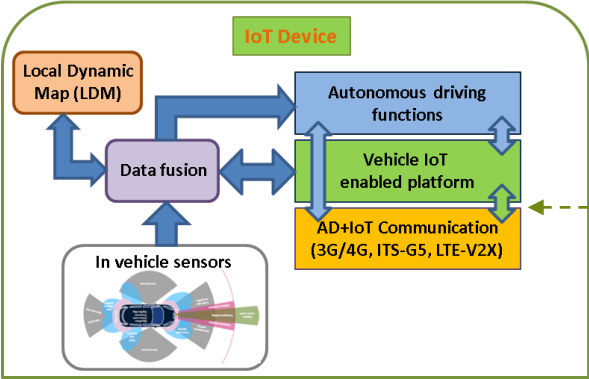 IoT Device
Local Dynamic
Map (LDM)
Autonomous driving
functions
Data fusion
Vehicle IoT
enabled platform
AD+IoT Communication
(3G/4G, ITS-G5, LTE-V2X)
In vehicle sensors